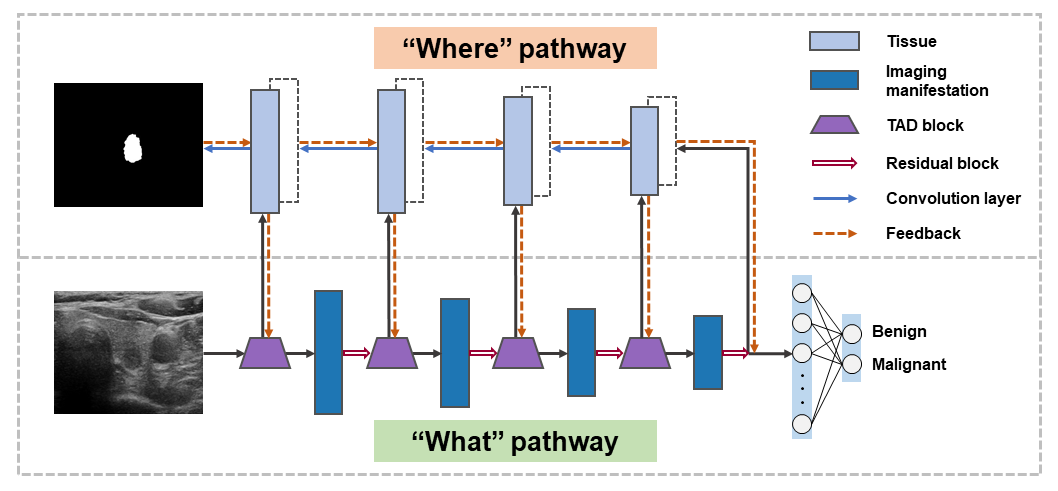 “Where” pathway
Tissue
Imaging
manifestation
TAD block
Residual block
Convolution layer
Feedback
Benign
Malignant
“What” pathway